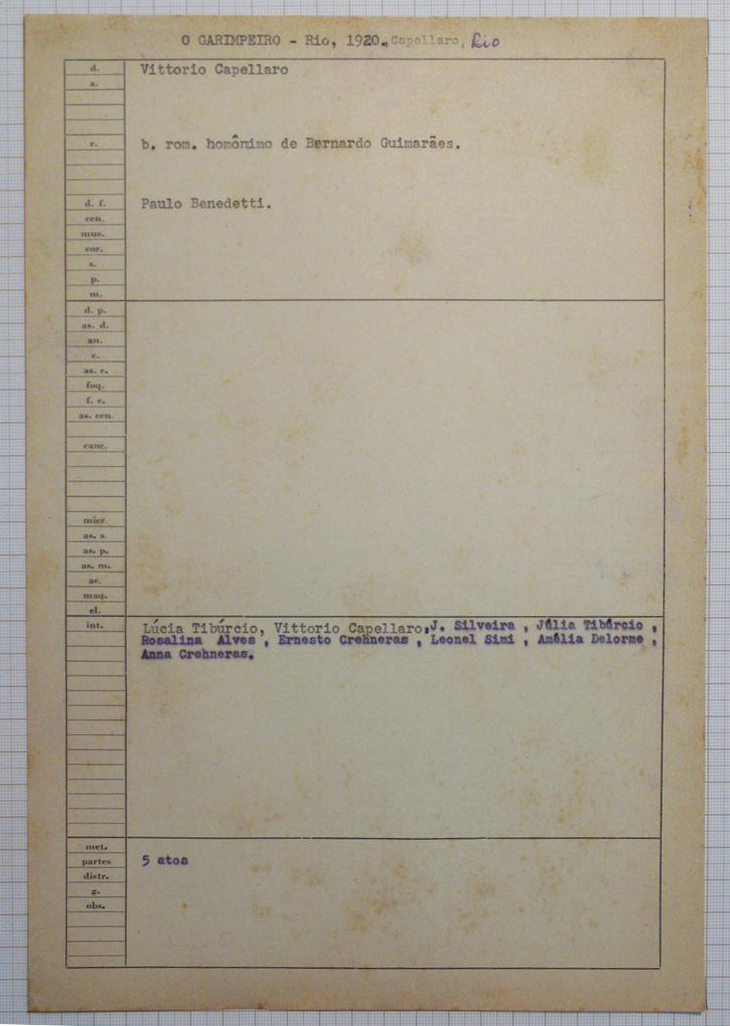 O GARIMPEIRO - Rio, 1920. Capellaro, Rio
d. Vittorio Capellaro
a.
r. b. rom. homônimo de Bernardo Guimarães.
d. f. Paulo Benedetti.
cen.
mus.
cor.
s.
p.
m.
d. p.
as. d.
an.
c.
as. c.
foq.
f. c.
as. cen.
canc.
micr.
as. s.
as. p.
as. m.
ac.
maq.
el.
int. Lúcia Tibúrcio, Vittorio Capellaro, J. Silveira , Júlia Tibúrcio ,
Rosalina Alves , Ernesto Crehneras , Leonel Simi , Amélia Delorme ,
Anna Crehneras.
met.
partes 5 atos
distr.
g.
obs.